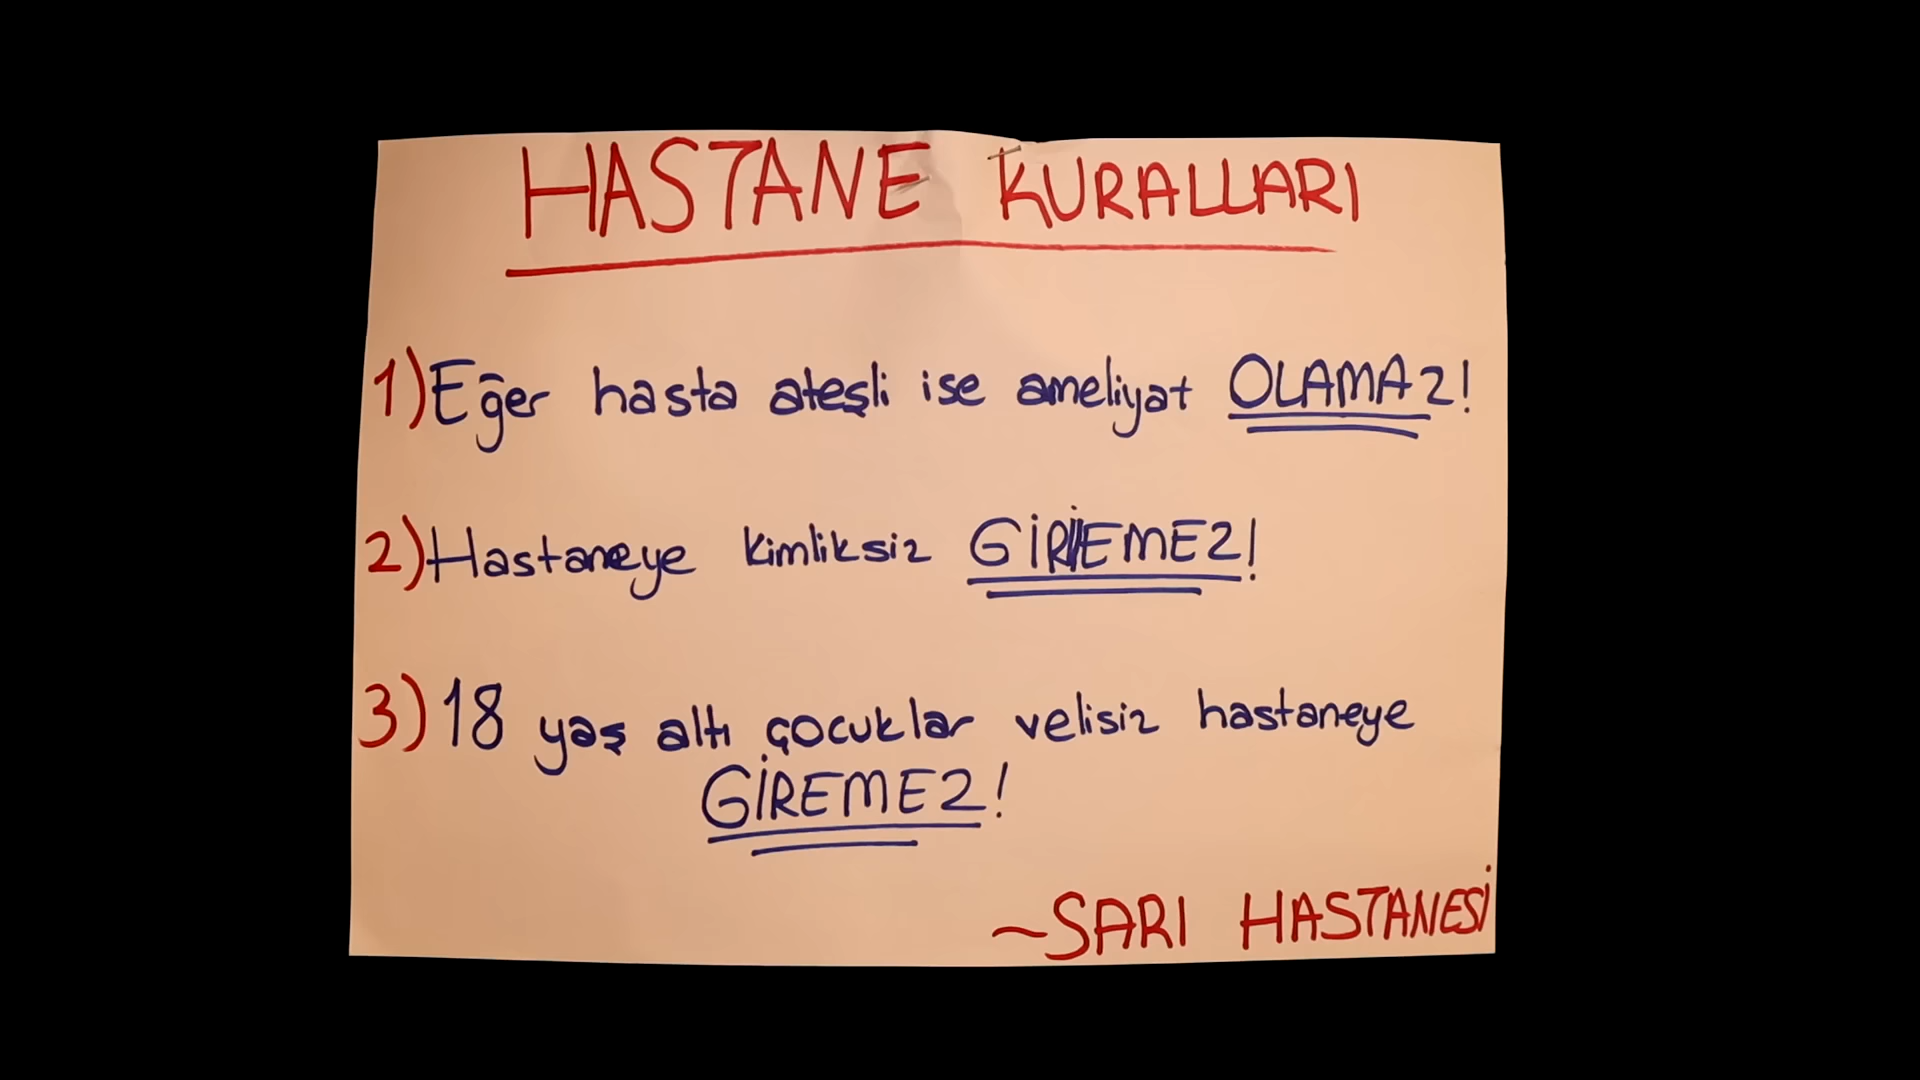 HASTANE KURALLARI
1) Eğer hasta ateşli ise ameliyat OLAMAZ!
2) Hastaneye kimliksiz GİREMEZ!
3) 18 yaş altı çocuklar velisiz hastaneye
GİREMEZ!
~SARI HASTANESİ